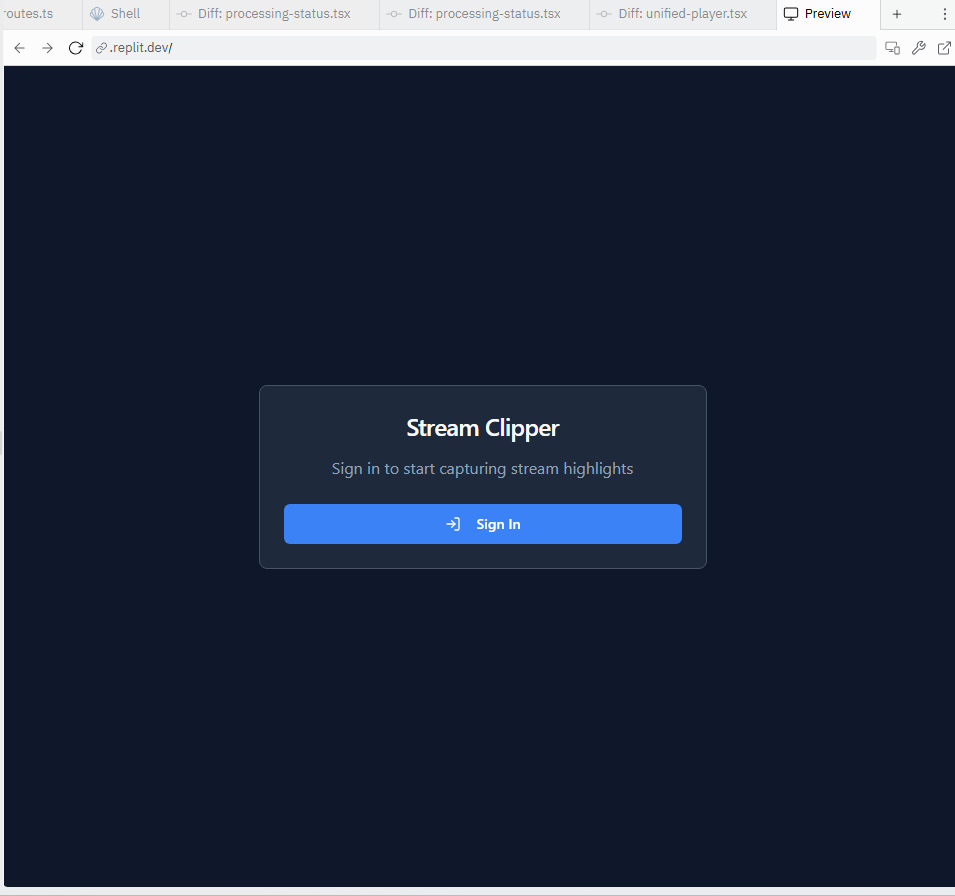 routes.ts Shell Diff: processing-status.tsx Diff: processing-status.tsx Diff: unified-player.tsx Preview
.replit.dev/
Stream Clipper
Sign in to start capturing stream highlights
Sign In